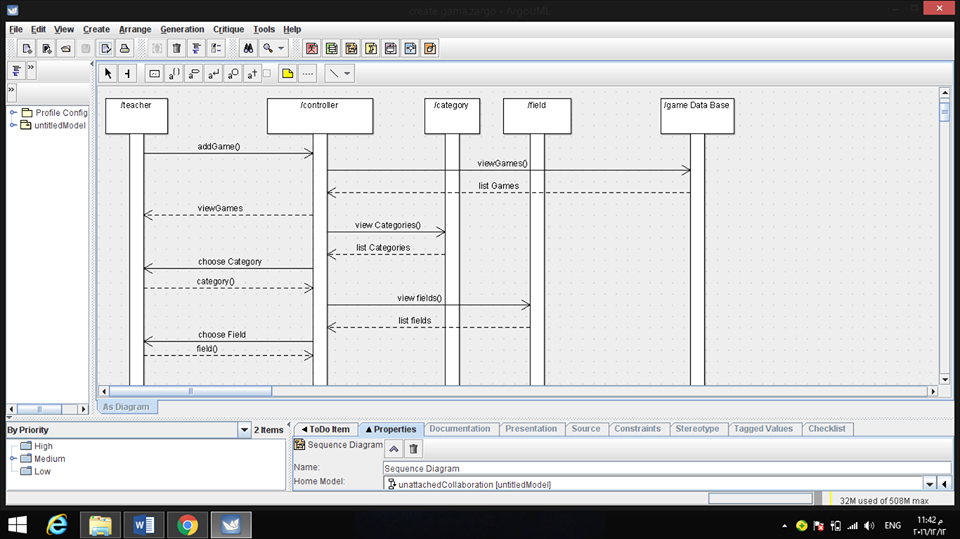 create gama.zargo - ArgoUML
File Edit View Create Arrange Generation Critique Tools Help
Profile Config
untitledModel
/teacher /controller /category /field /game Data Base
addGame()
viewGames()
list Games
viewGames
view Categories()
list Categories
choose Category
category()
view fields()
list fields
choose Field
field()
As Diagram
By Priority 2 Items
High
Medium
Low
ToDo Item Properties Documentation Presentation Source Constraints Stereotype Tagged Values Checklist
Sequence Diagram
Name: Sequence Diagram
Home Model: unattachedCollaboration [untitledModel]
32M used of 508M max
ENG
11:42 م
٢٠١٦/١٢/١٢